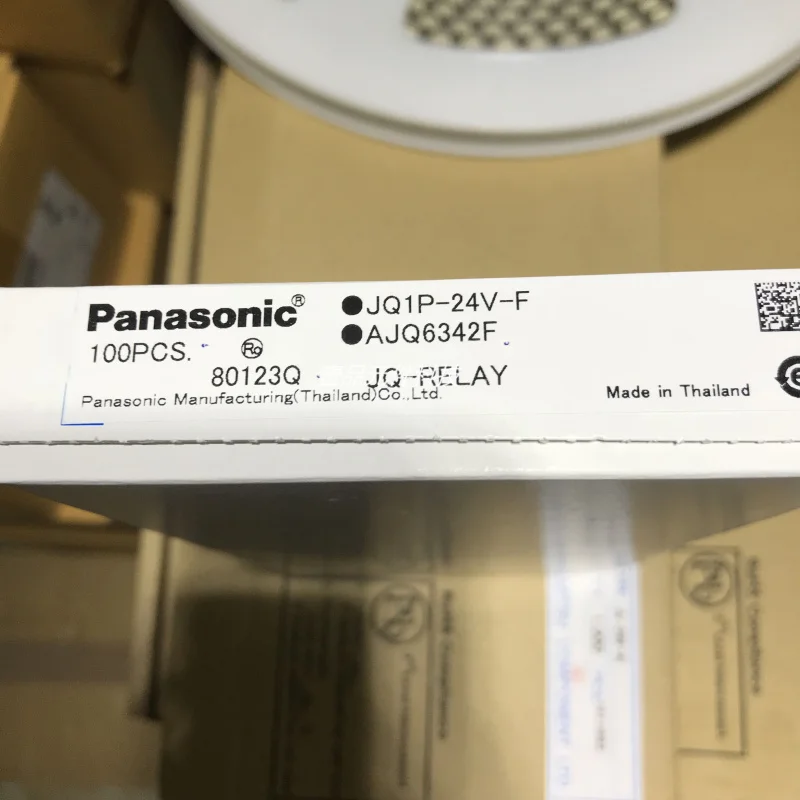 Panasonic®
●JQ1P-24V-F
●AJQ6342F
100PCS.
80123Q
JQ-RELAY
Panasonic Manufacturing(Thailand)Co.,Ltd.
Made in Thailand